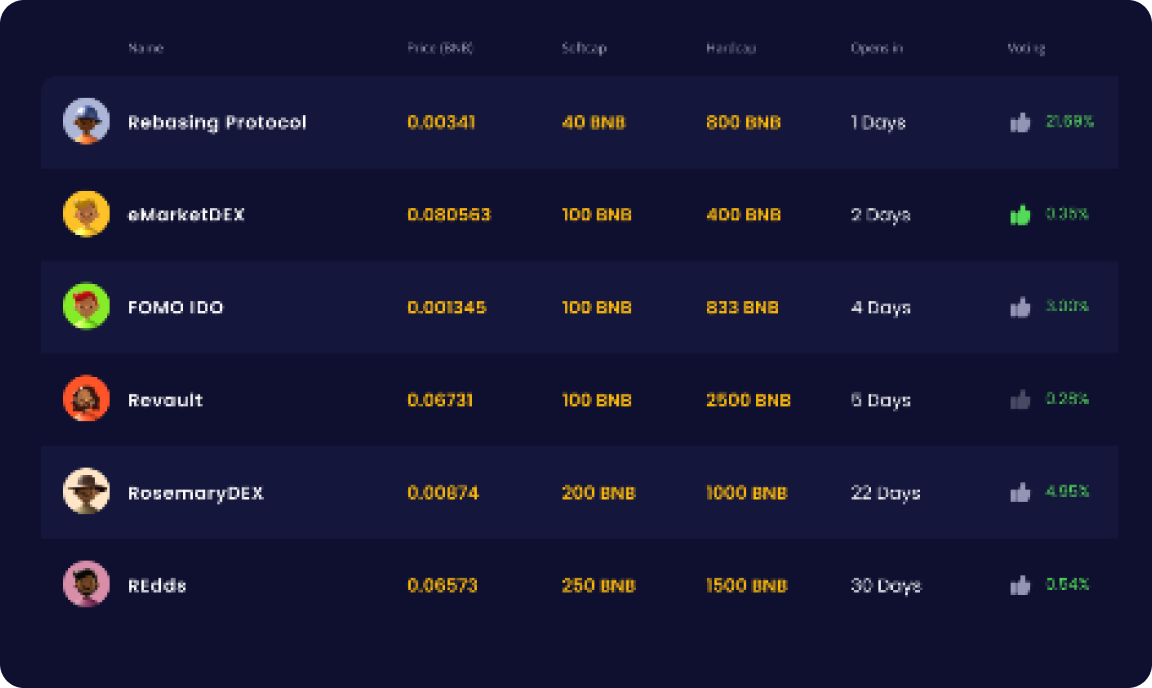 Name Price (BNB) Softcap Hardcap Opens in Voting
Rebasing Protocol 0.00341 40 BNB 800 BNB 1 Days 21.69%
eMarketDEX 0.080563 100 BNB 400 BNB 2 Days 0.35%
FOMO IDO 0.001345 100 BNB 833 BNB 4 Days 3.00%
Revault 0.06731 100 BNB 2500 BNB 5 Days 0.28%
RosemaryDEX 0.00874 200 BNB 1000 BNB 22 Days 4.95%
REdds 0.06573 250 BNB 1500 BNB 30 Days 0.54%